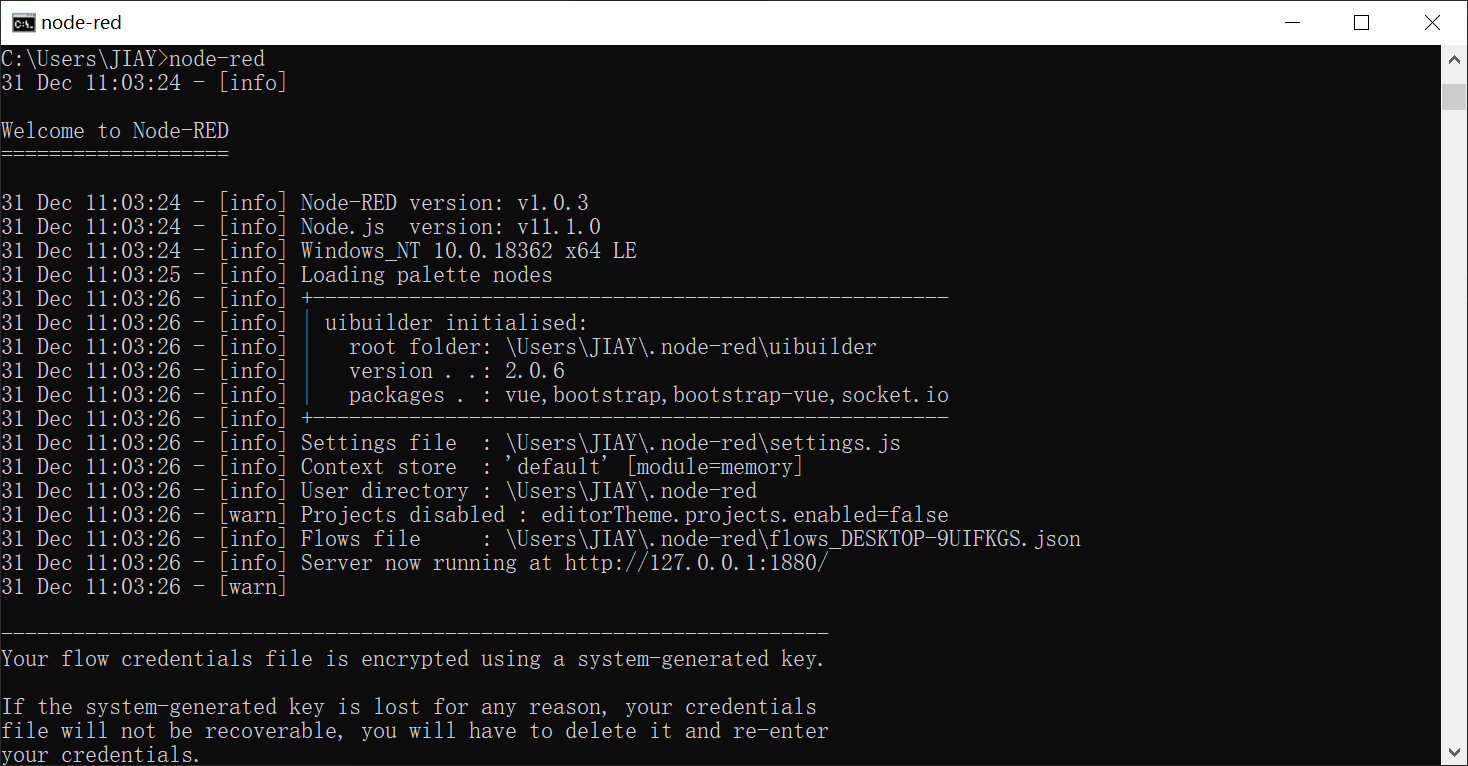 node-red
C:\Users\JIAY>node-red
31 Dec 11:03:24 - [info]
Welcome to Node-RED
===================
31 Dec 11:03:24 - [info] Node-RED version: v1.0.3
31 Dec 11:03:24 - [info] Node.js  version: v11.1.0
31 Dec 11:03:24 - [info] Windows_NT 10.0.18362 x64 LE
31 Dec 11:03:25 - [info] Loading palette nodes
31 Dec 11:03:26 - [info] +-----------------------------------------------------
31 Dec 11:03:26 - [info] | uibuilder initialised:
31 Dec 11:03:26 - [info] |   root folder: \Users\JIAY\.node-red\uibuilder
31 Dec 11:03:26 - [info] |   version . .: 2.0.6
31 Dec 11:03:26 - [info] |   packages . : vue,bootstrap,bootstrap-vue,socket.io
31 Dec 11:03:26 - [info] +-----------------------------------------------------
31 Dec 11:03:26 - [info] Settings file  : \Users\JIAY\.node-red\settings.js
31 Dec 11:03:26 - [info] Context store  : 'default' [module=memory]
31 Dec 11:03:26 - [info] User directory : \Users\JIAY\.node-red
31 Dec 11:03:26 - [warn] Projects disabled : editorTheme.projects.enabled=false
31 Dec 11:03:26 - [info] Flows file     : \Users\JIAY\.node-red\flows_DESKTOP-9UIFKGS.json
31 Dec 11:03:26 - [info] Server now running at http://127.0.0.1:1880/
31 Dec 11:03:26 - [warn]
---------------------------------------------------------------------
Your flow credentials file is encrypted using a system-generated key.
If the system-generated key is lost for any reason, your credentials
file will not be recoverable, you will have to delete it and re-enter
your credentials.